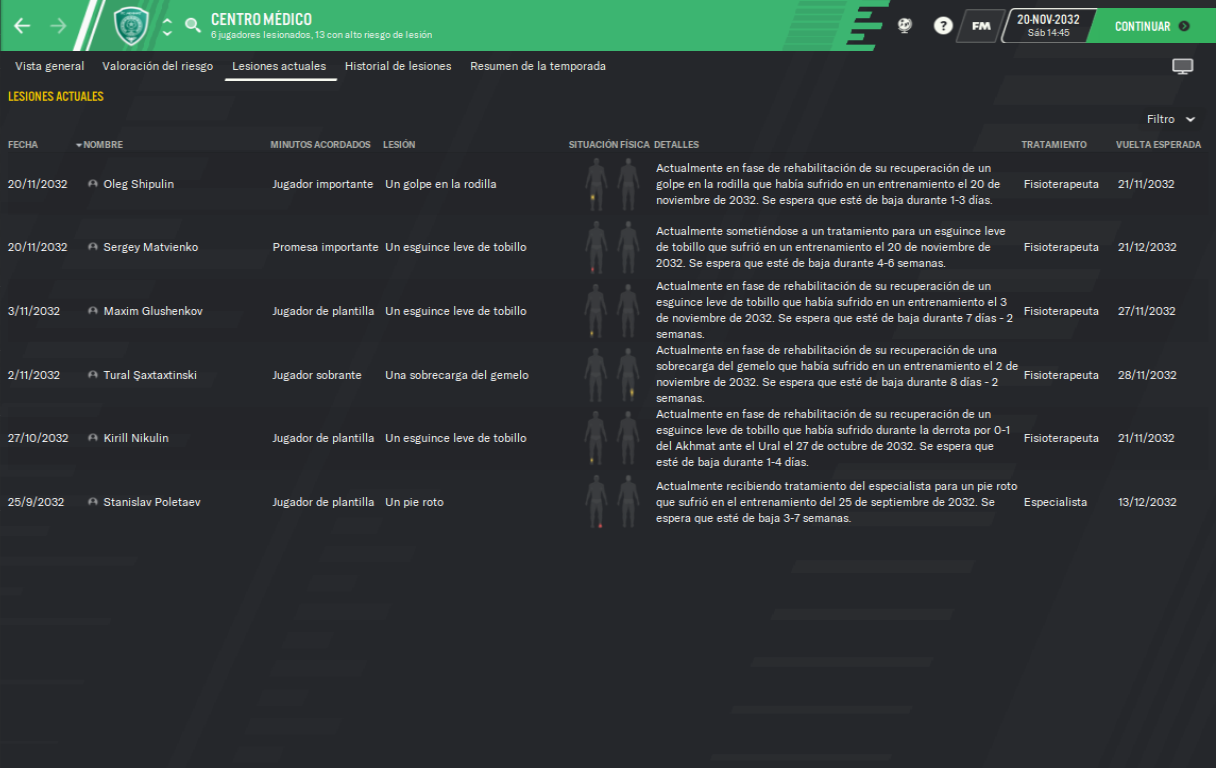 CENTRO MÉDICO
6 jugadores lesionados, 13 con alto riesgo de lesión
?
FM
20-NOV-2032
Sáb 14:45
CONTINUAR
Vista general Valoración del riesgo Lesiones actuales Historial de lesiones Resumen de la temporada
LESIONES ACTUALES
Filtro
FECHA NOMBRE MINUTOS ACORDADOS LESIÓN SITUACIÓN FÍSICA DETALLES TRATAMIENTO VUELTA ESPERADA
20/11/2032 Oleg Shipulin Jugador importante Un golpe en la rodilla
Actualmente en fase de rehabilitación de su recuperación de un
golpe en la rodilla que había sufrido en un entrenamiento el 20 de
noviembre de 2032. Se espera que esté de baja durante 1-3 días.
Fisioterapeuta 21/11/2032
20/11/2032 Sergey Matvienko Promesa importante Un esguince leve de tobillo
Actualmente sometiéndose a un tratamiento para un esguince leve
de tobillo que sufrió en un entrenamiento el 20 de noviembre de
2032. Se espera que esté de baja durante 4-6 semanas.
Fisioterapeuta 21/12/2032
3/11/2032 Maxim Glushenkov Jugador de plantilla Un esguince leve de tobillo
Actualmente en fase de rehabilitación de su recuperación de un
esguince leve de tobillo que había sufrido en un entrenamiento el 3
de noviembre de 2032. Se espera que esté de baja durante 7 días - 2
semanas.
Fisioterapeuta 27/11/2032
2/11/2032 Tural Şaxtaxtinski Jugador sobrante Una sobrecarga del gemelo
Actualmente en fase de rehabilitación de su recuperación de una
sobrecarga del gemelo que había sufrido en un entrenamiento el 2 de
noviembre de 2032. Se espera que esté de baja durante 8 días - 2
semanas.
Fisioterapeuta 28/11/2032
27/10/2032 Kirill Nikulin Jugador de plantilla Un esguince leve de tobillo
Actualmente en fase de rehabilitación de su recuperación de un
esguince leve de tobillo que había sufrido durante la derrota por 0-1
del Akhmat ante el Ural el 27 de octubre de 2032. Se espera que
esté de baja durante 1-4 días.
Fisioterapeuta 21/11/2032
25/9/2032 Stanislav Poletaev Jugador de plantilla Un pie roto
Actualmente recibiendo tratamiento del especialista para un pie roto
que sufrió en el entrenamiento del 25 de septiembre de 2032. Se
espera que esté de baja 3-7 semanas.
Especialista 13/12/2032